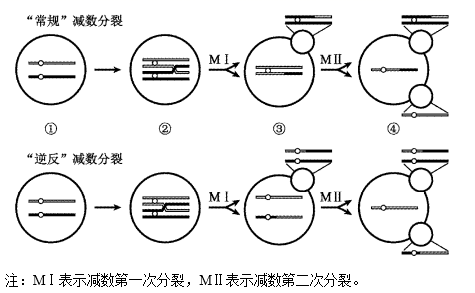 “常规”减数分裂
MⅠ MⅡ
① ② ③ ④
“逆反”减数分裂
MⅠ MⅡ
注：MⅠ表示减数第一次分裂，MⅡ表示减数第二次分裂。